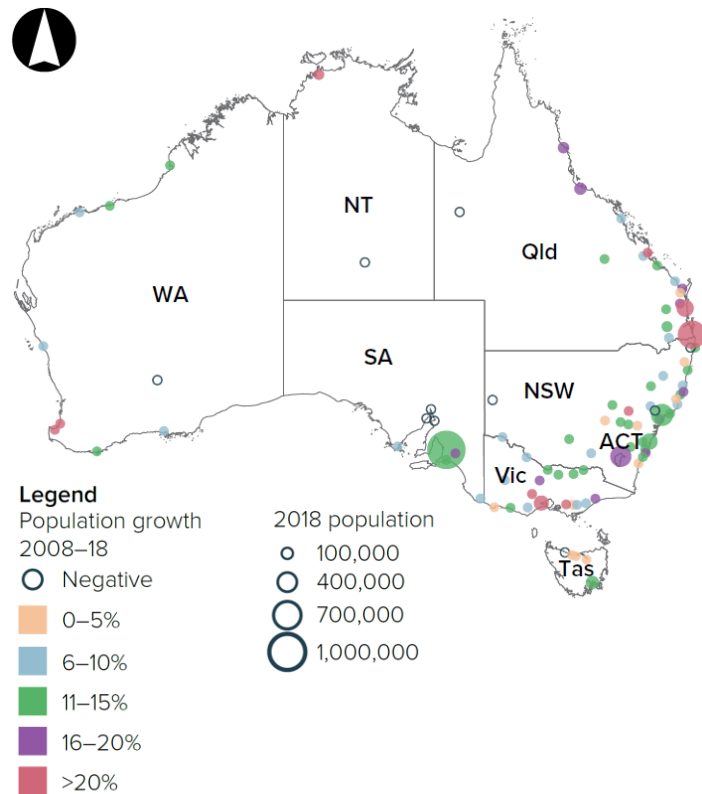 NT
Qld
WA
SA
NSW
ACT
Vic
Tas
Legend
Population growth
2008–18
Negative
0–5%
6–10%
11–15%
16–20%
>20%
2018 population
100,000
400,000
700,000
1,000,000